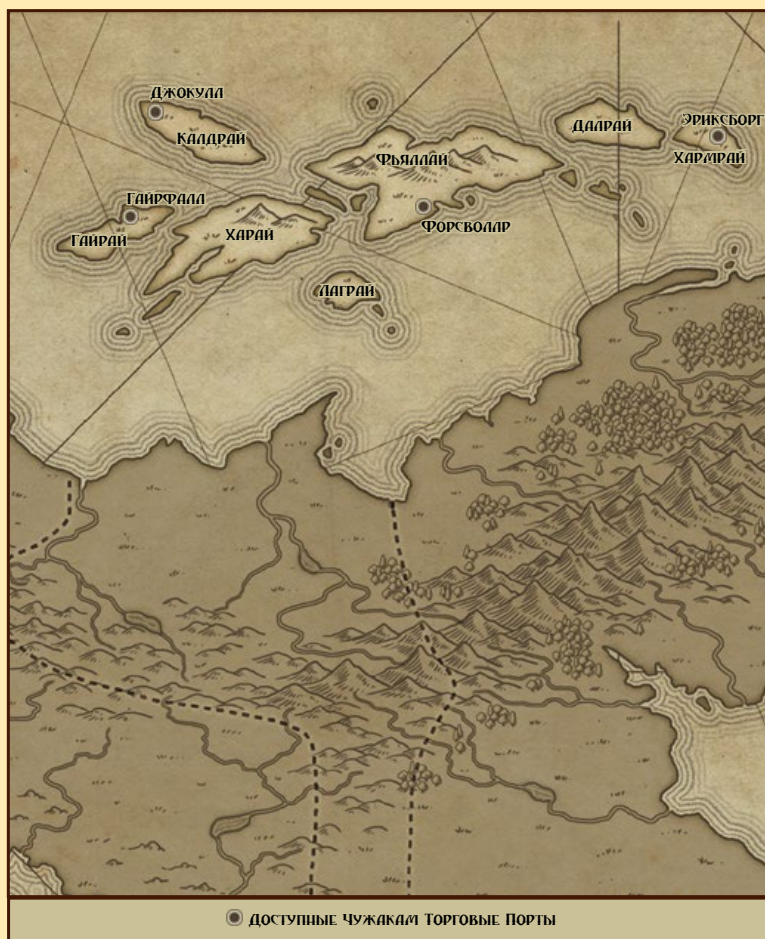 ДЖОКУЛЛ
КАЛДРАЙ
ДАЛРАЙ
ЭРИКСБОРГ
ХАРМРАЙ
ФЬЯЛЛАЙ
ГАЙРФАЛЛ
ГАЙРАЙ
ХАРАЙ
ФОРСВОЛЛР
ЛАГРАЙ
ДОСТУПНЫЕ ЧУЖАКАМ ТОРГОВЫЕ ПОРТЫ